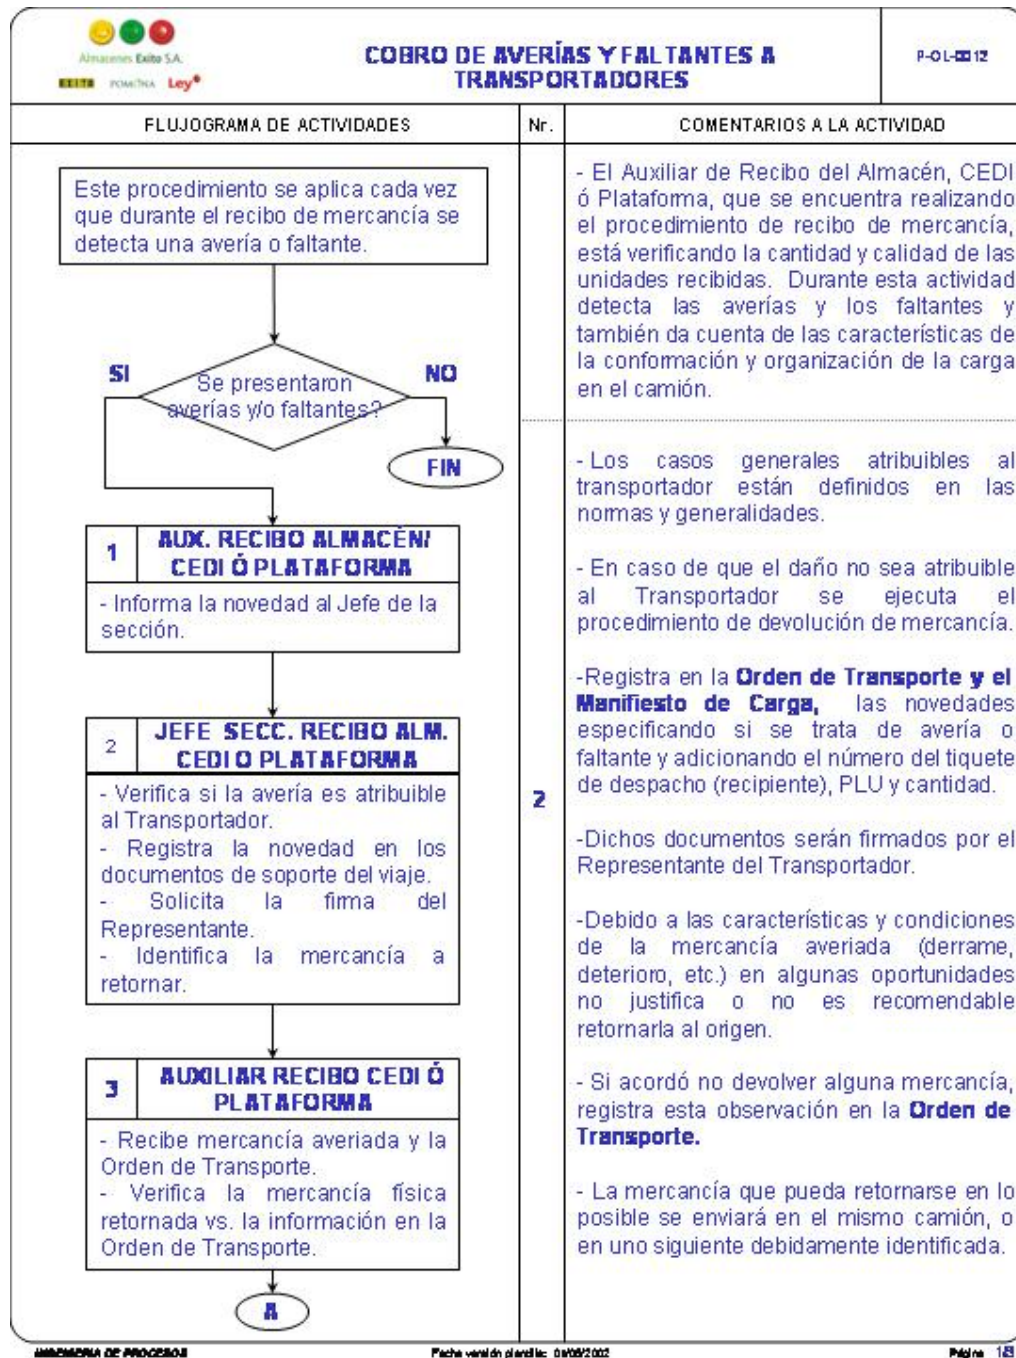 Almacenes Exito S.A.
EXITO POMONA Ley
COBRO DE AVERÍAS Y FALTANTES A
TRANSPORTADORES
P-OL-0012
FLUJOGRAMA DE ACTIVIDADES
Nr.
COMENTARIOS A LA ACTIVIDAD
Este procedimiento se aplica cada vez
que durante el recibo de mercancía se
detecta una avería o faltante.
SI
Se presentaron
averías y/o faltantes?
NO
FIN
1
AUX. RECIBO ALMACÉN/
CEDI Ó PLATAFORMA
- Informa la novedad al Jefe de la
sección.
2
JEFE SECC. RECIBO ALM.
CEDI O PLATAFORMA
- Verifica si la avería es atribuible
al Transportador.
- Registra la novedad en los
documentos de soporte del viaje.
- Solicita la firma del
Representante.
- Identifica la mercancía a
retornar.
3
AUXILIAR RECIBO CEDI Ó
PLATAFORMA
- Recibe mercancía averiada y la
Orden de Transporte.
- Verifica la mercancía física
retornada vs. la información en la
Orden de Transporte.
A
- El Auxiliar de Recibo del Almacén, CEDI
ó Plataforma, que se encuentra realizando
el procedimiento de recibo de mercancía,
está verificando la cantidad y calidad de las
unidades recibidas. Durante esta actividad
detecta las averías y los faltantes y
también da cuenta de las características de
la conformación y organización de la carga
en el camión.
2
- Los casos generales atribuibles al
transportador están definidos en las
normas y generalidades.
- En caso de que el daño no sea atribuible
al Transportador se ejecuta el
procedimiento de devolución de mercancía.
-Registra en la Orden de Transporte y el
Manifiesto de Carga, las novedades
especificando si se trata de avería o
faltante y adicionando el número del tiquete
de despacho (recipiente), PLU y cantidad.
-Dichos documentos serán firmados por el
Representante del Transportador.
-Debido a las características y condiciones
de la mercancía averiada (derrame,
deterioro, etc.) en algunas oportunidades
no justifica o no es recomendable
retornarla al origen.
- Si acordó no devolver alguna mercancía,
registra esta observación en la Orden de
Transporte.
- La mercancía que pueda retornarse en lo
posible se enviará en el mismo camión, o
en uno siguiente debidamente identificada.
INGENIERIA DE PROCESOS
Fecha versión plantilla:
Página